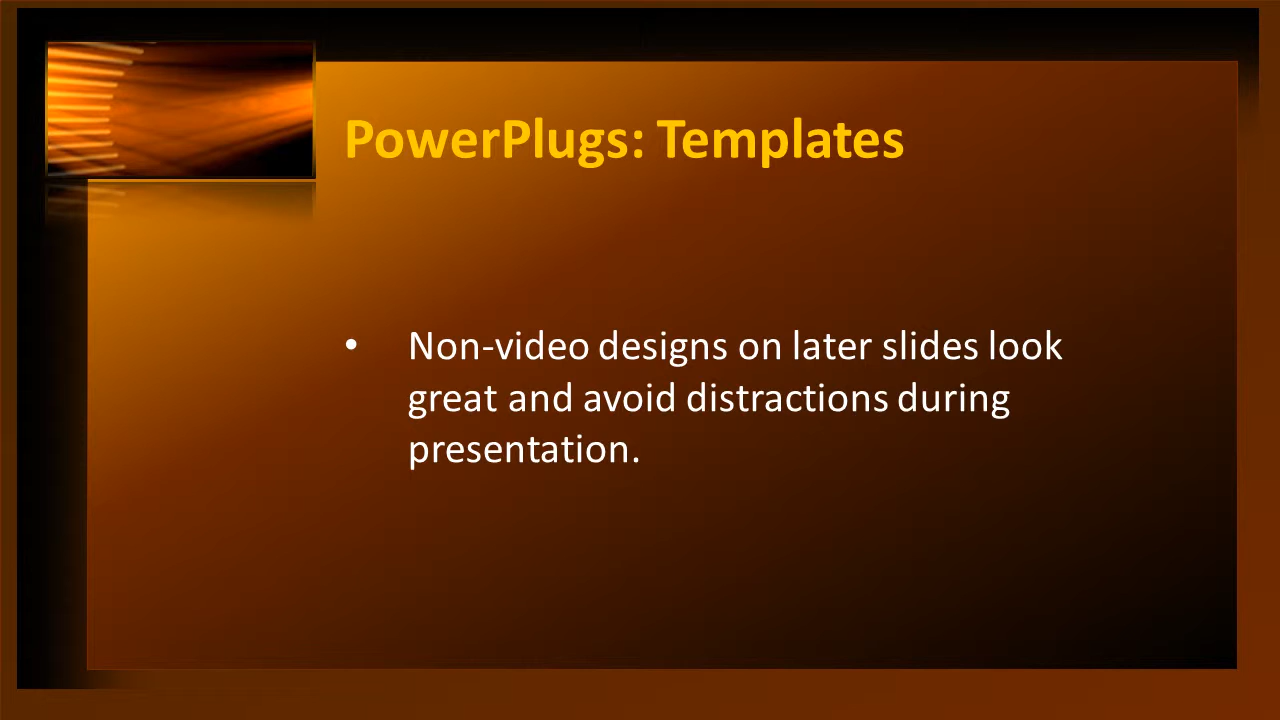 PowerPlugs: Templates
• Non-video designs on later slides look
great and avoid distractions during
presentation.